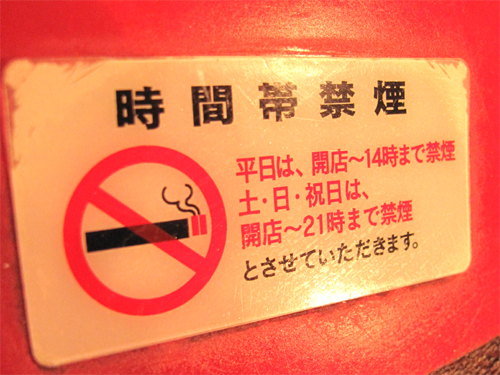 時間帯禁煙
平日は、開店～14時まで禁煙
土・日・祝日は、
開店～21時まで禁煙
とさせていただきます。